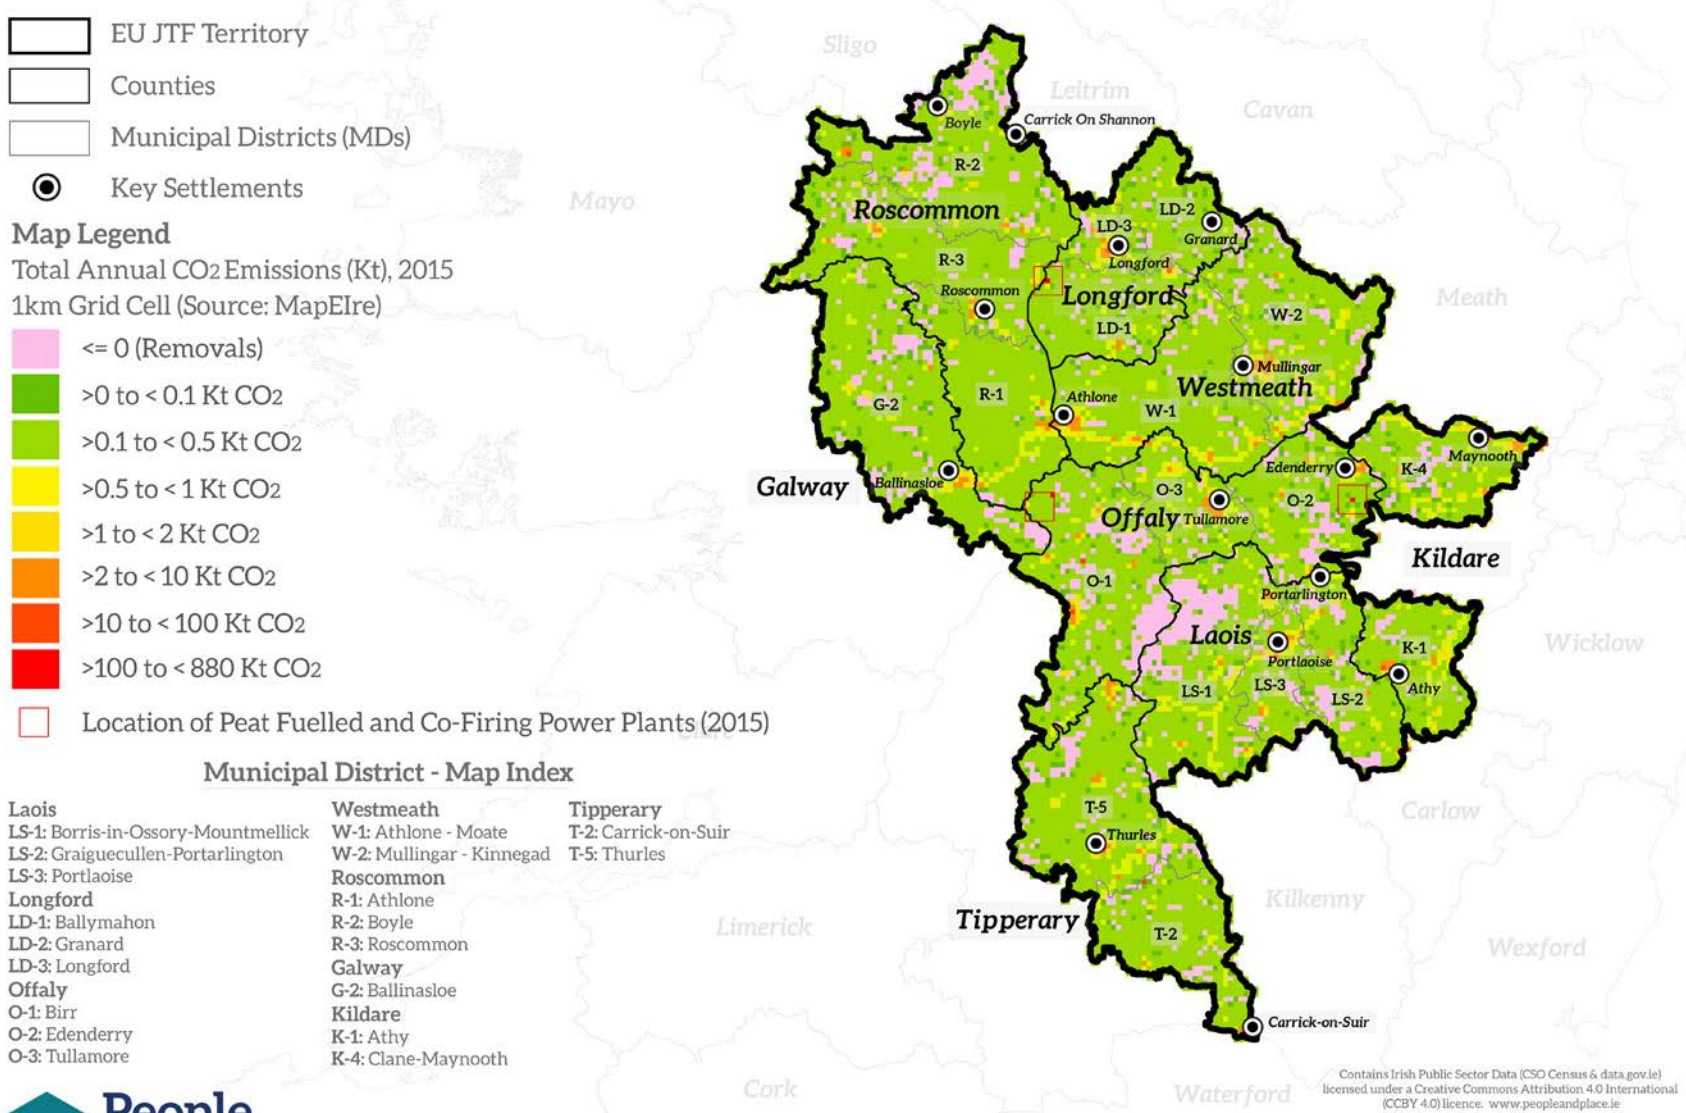 EU JTF Territory
Counties
Municipal Districts (MDs)
Key Settlements
Map Legend
Total Annual CO2 Emissions (Kt), 2015
1km Grid Cell (Source: MapEIre)
<= 0 (Removals)
>0 to < 0.1 Kt CO2
>0.1 to < 0.5 Kt CO2
>0.5 to < 1 Kt CO2
>1 to < 2 Kt CO2
>2 to < 10 Kt CO2
>10 to < 100 Kt CO2
>100 to < 880 Kt CO2
Location of Peat Fuelled and Co-Firing Power Plants (2015)
Municipal District - Map Index
Laois
LS-1: Borris-in-Ossory-Mountmellick
LS-2: Graiguecullen-Portarlington
LS-3: Portlaoise
Longford
LD-1: Ballymahon
LD-2: Granard
LD-3: Longford
Offaly
O-1: Birr
O-2: Edenderry
O-3: Tullamore
Westmeath
W-1: Athlone - Moate
W-2: Mullingar - Kinnegad
Roscommon
R-1: Athlone
R-2: Boyle
R-3: Roscommon
Galway
G-2: Ballinasloe
Kildare
K-1: Athy
K-4: Clane-Maynooth
Tipperary
T-2: Carrick-on-Suir
T-5: Thurles
People
Sligo
Leitrim
Cavan
Boyle
Carrick On Shannon
R-2
Mayo
Roscommon
LD-2
LD-3
Granard
Longford
R-3
Roscommon
Longford
Meath
LD-1
W-2
Mullingar
Westmeath
G-2
R-1
Athlone
W-1
Maynooth
Edenderry
K-4
Galway
Ballinasloe
O-3
O-2
Offaly
Tullamore
Kildare
O-1
Portarlington
Laois
Portlaoise
K-1
Wicklow
Athy
LS-1
LS-3
LS-2
Clare
T-5
Thurles
Carlow
Kilkenny
Tipperary
Limerick
T-2
Wexford
Carrick-on-Suir
Cork
Waterford
Contains Irish Public Sector Data (CSO Census & data.gov.ie)
licensed under a Creative Commons Attribution 4.0 International
(CCBY 4.0) licence. www.peopleandplace.ie